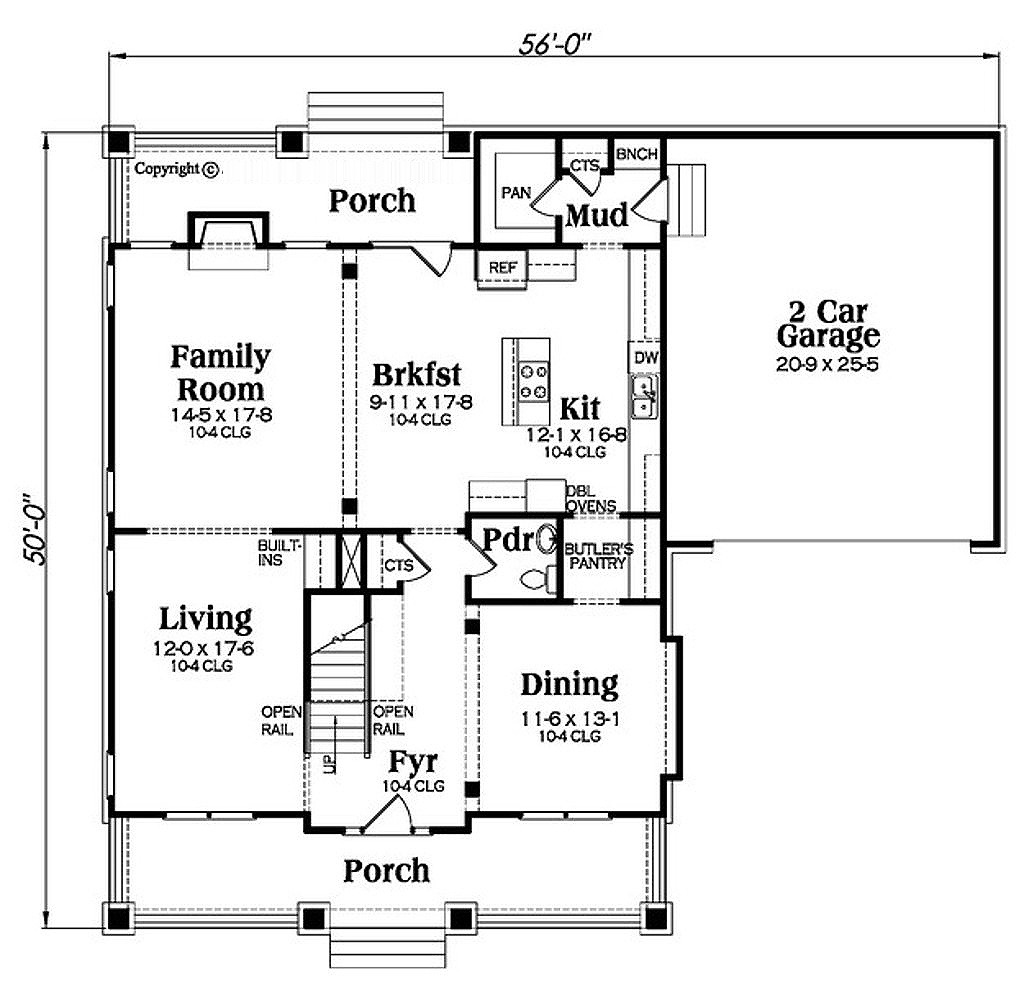 56'-0"
50'-0"
Copyright ©.
Porch
PAN
CTS
BNCH
Mud
REF
2 Car
Garage
20-9 x 25-5
Family
Room
14-5 x 17-8
10-4 CLG
Brkfst
9-11 x 17-8
10-4 CLG
DW
Kit
12-1 x 16-8
10-4 CLG
DBL
OVENS
BUILT-
INS
CTS
Pdr
BUTLER'S
PANTRY
Living
12-0 x 17-6
10-4 CLG
OPEN
RAIL
OPEN
RAIL
UP
Dining
11-6 x 13-1
10-4 CLG
Fyr
10-4 CLG
Porch